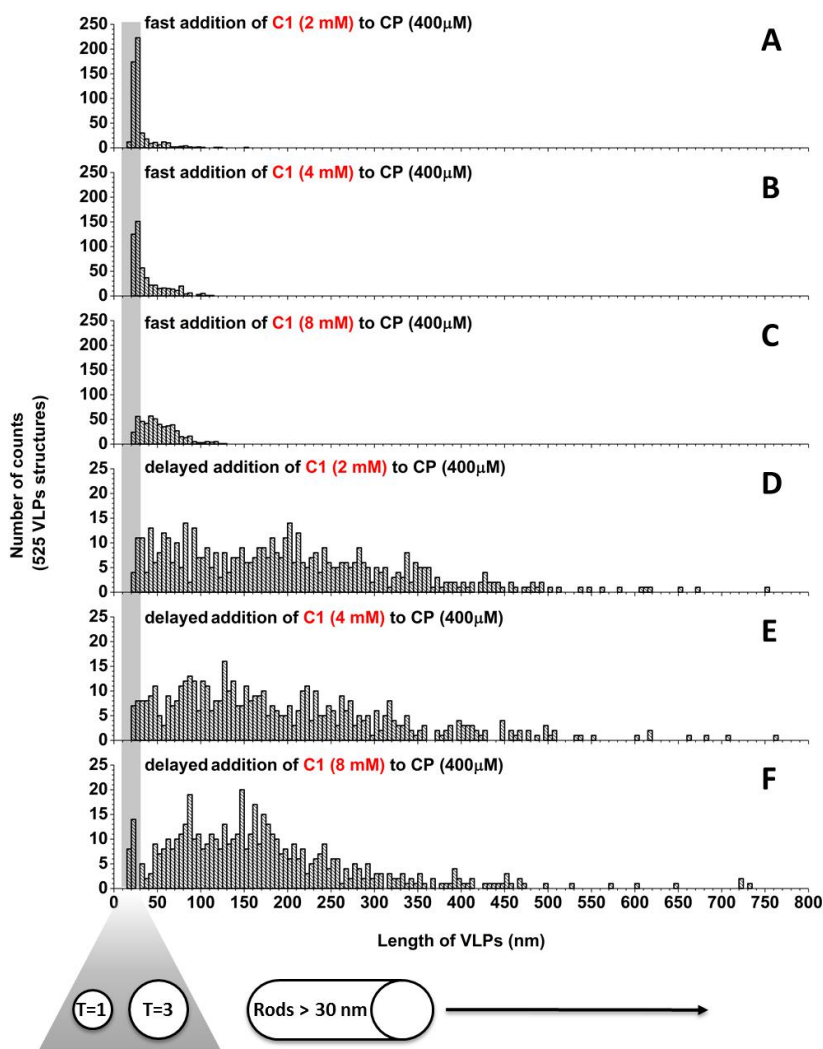 fast addition of C1 (2 mM) to CP (400μM)
A
250
200
150
100
50
0
fast addition of C1 (4 mM) to CP (400μM)
B
250
200
150
100
50
0
fast addition of C1 (8 mM) to CP (400μM)
C
250
200
150
100
50
0
Number of counts
(525 VLPs structures)
delayed addition of C1 (2 mM) to CP (400μM)
D
25
20
15
10
5
0
delayed addition of C1 (4 mM) to CP (400μM)
E
25
20
15
10
5
0
delayed addition of C1 (8 mM) to CP (400μM)
F
25
20
15
10
5
0
0 50 100 150 200 250 300 350 400 450 500 550 600 650 700 750 800
Length of VLPs (nm)
T=1 T=3 Rods > 30 nm